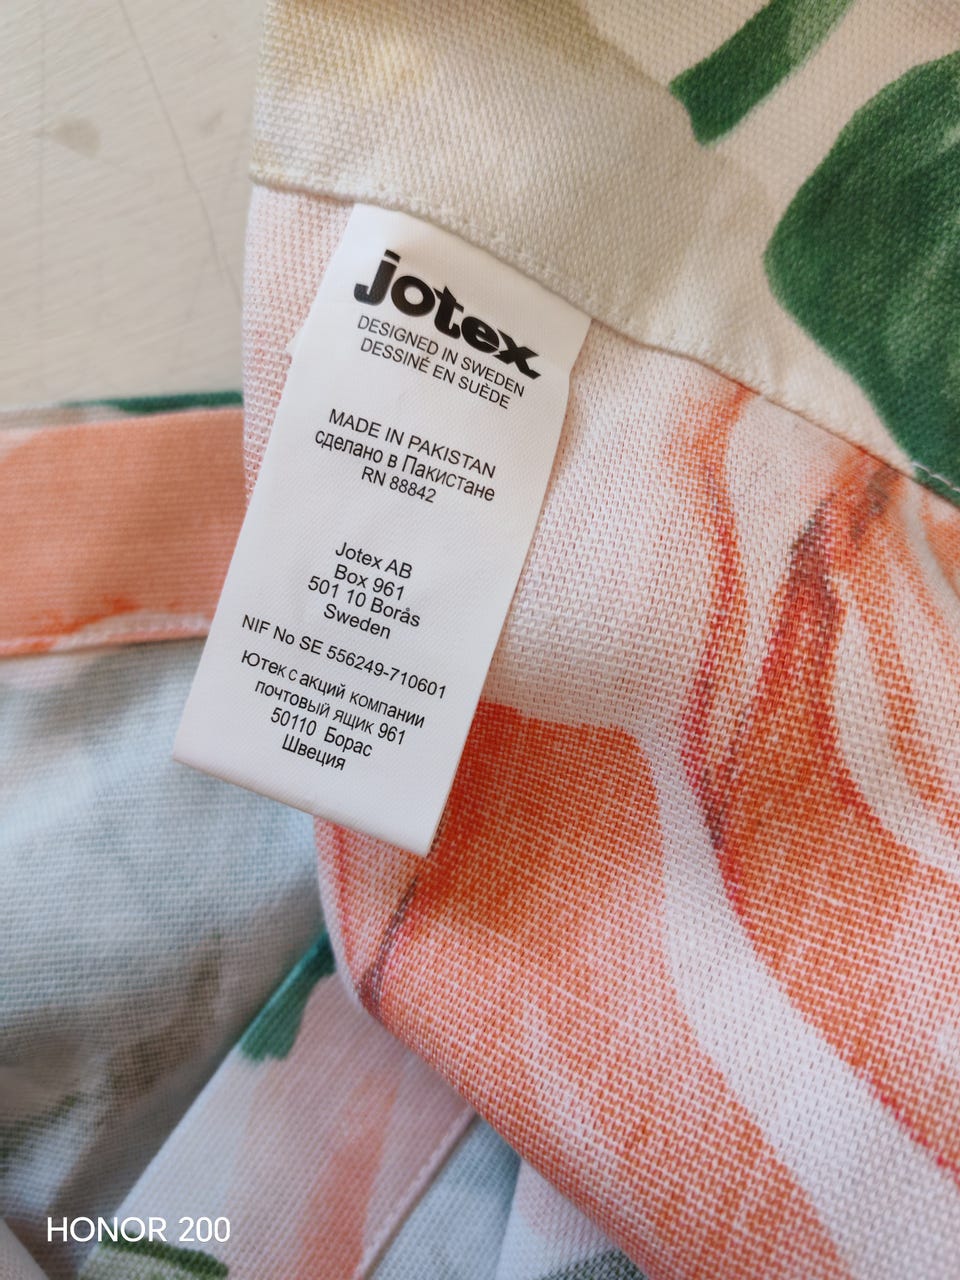 jotex
DESIGNED IN SWEDEN
DESSINÉ EN SUÈDE
MADE IN PAKISTAN
сделано в Пакистане
RN 88842
Jotex AB
Box 961
501 10 Borås
Sweden
NIF No SE 556249-710601
Ютек с акций компании
почтовый ящик 961
50110 Борас
Швеция
HONOR 200